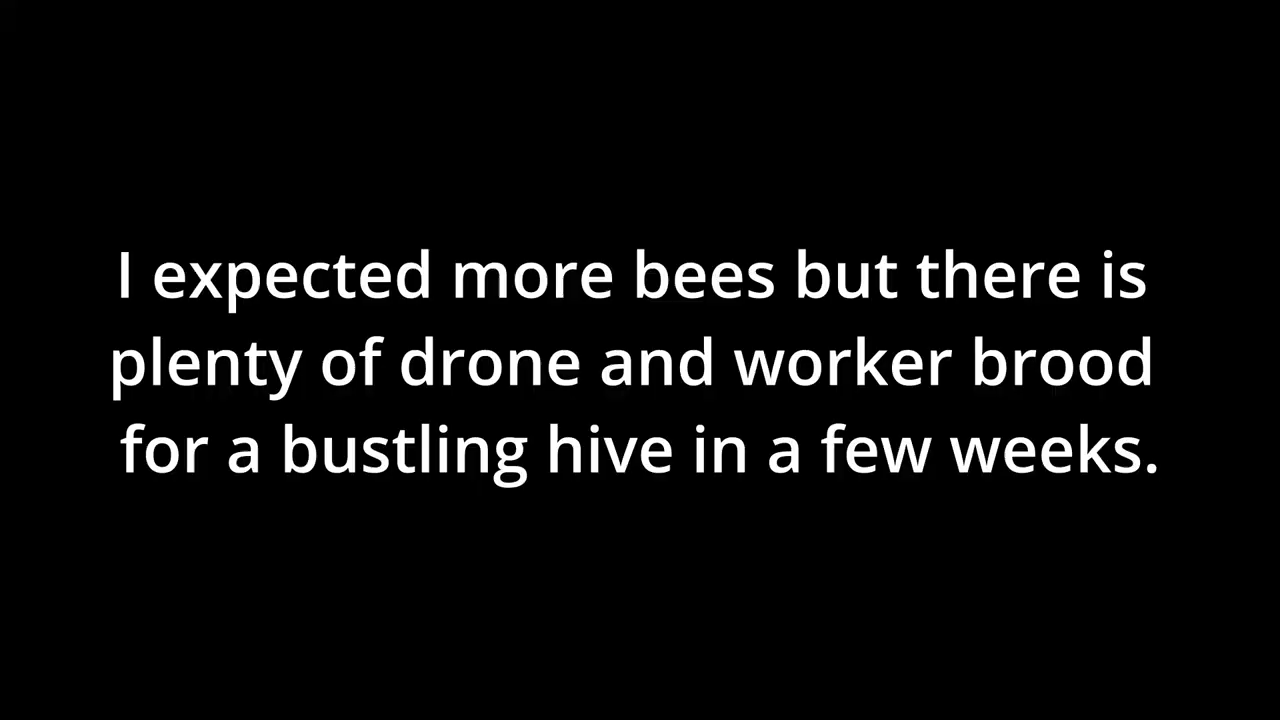 I expected more bees but there is
plenty of drone and worker brood
for a bustling hive in a few weeks.